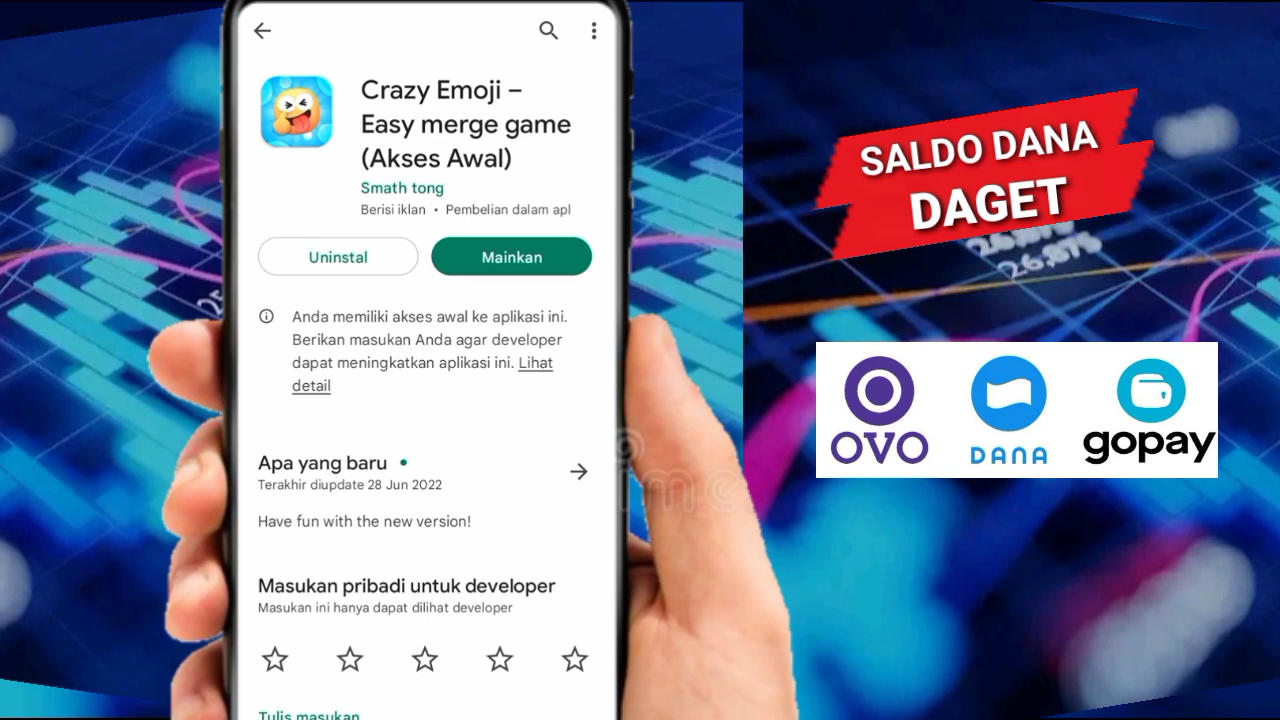 Crazy Emoji –
Easy merge game
(Akses Awal)
Smath tong
Berisi iklan • Pembelian dalam apl
Uninstal
Mainkan
Anda memiliki akses awal ke aplikasi ini.
Berikan masukan Anda agar developer
dapat meningkatkan aplikasi ini. Lihat
detail
Apa yang baru •
Terakhir diupdate 28 Jun 2022
Have fun with the new version!
Masukan pribadi untuk developer
Masukan ini hanya dapat dilihat developer
Tulis masukan
SALDO DANA
DAGET
26,875
OVO
DANA
gopay